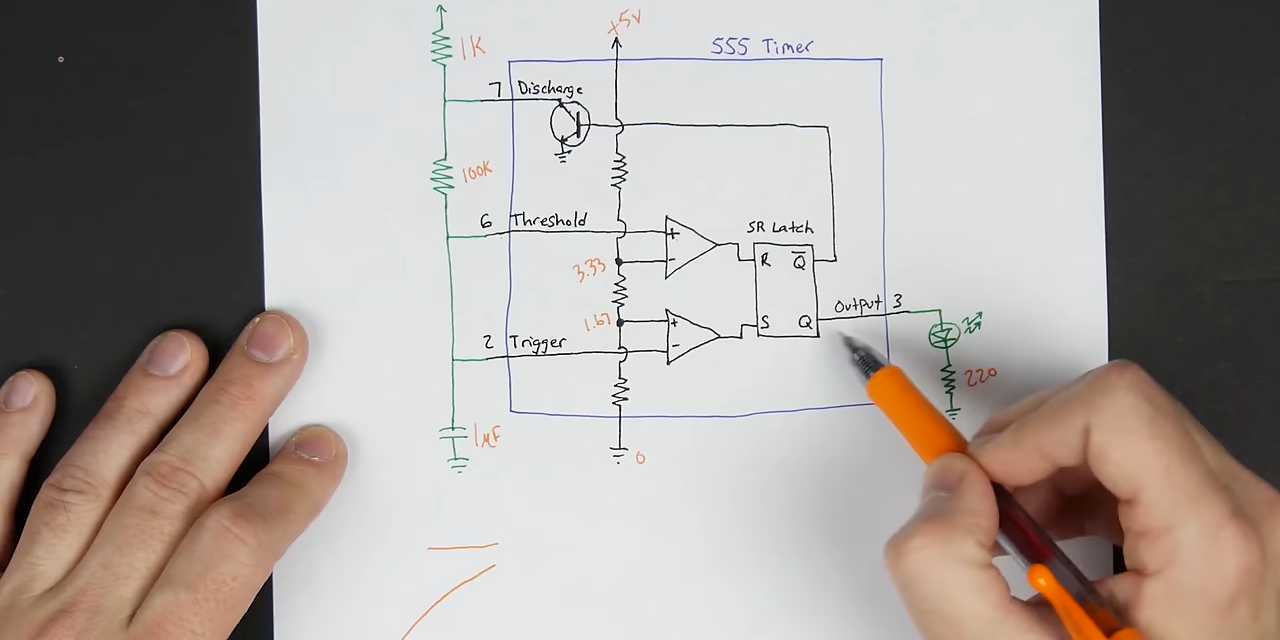 +5V
555 Timer
1K
7 Discharge
100K
6 Threshold
+
-
SR Latch
R Q̅
3.33
1.67
+
-
S Q
Output 3
2 Trigger
220
1µF
0